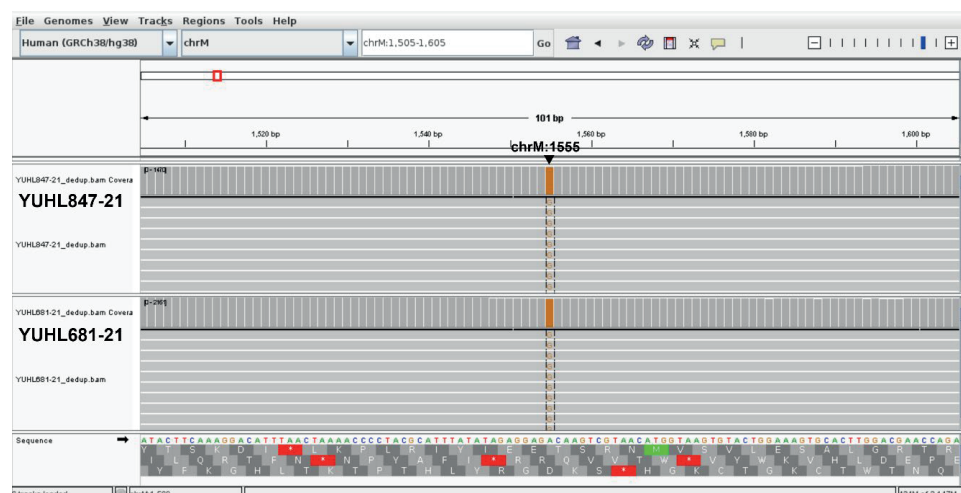 File Genomes View Tracks Regions Tools Help
Human (GRCh38/hg38) chrM chrM:1,505-1,605 Go
101 bp
1,520 bp 1,540 bp 1,560 bp 1,580 bp 1,600 bp
chrM:1555
YUHL847-21_dedup.bam Covera
YUHL847-21
YUHL847-21_dedup.bam
YUHL681-21_dedup.bam Covera
YUHL681-21
YUHL681-21_dedup.bam
Sequence ATACTTCAAAGGACATTTAACTAAAACCCCTACGCATTTATATAGAGGAGACAAGTCGTAACATGGTAAGTGTACTGGAAAGTGCACTTGGACGAACCAGA
Y T S K D I * L K P L R I Y I E E T S R N M V S V L E S A L G R T R
L Q R T F N * N P Y A F I * R R Q V V T W * V Y W K V H L D E P E
Y F K G H L T K T P T H L Y R G D K S * H G K C T G K C T W T N Q